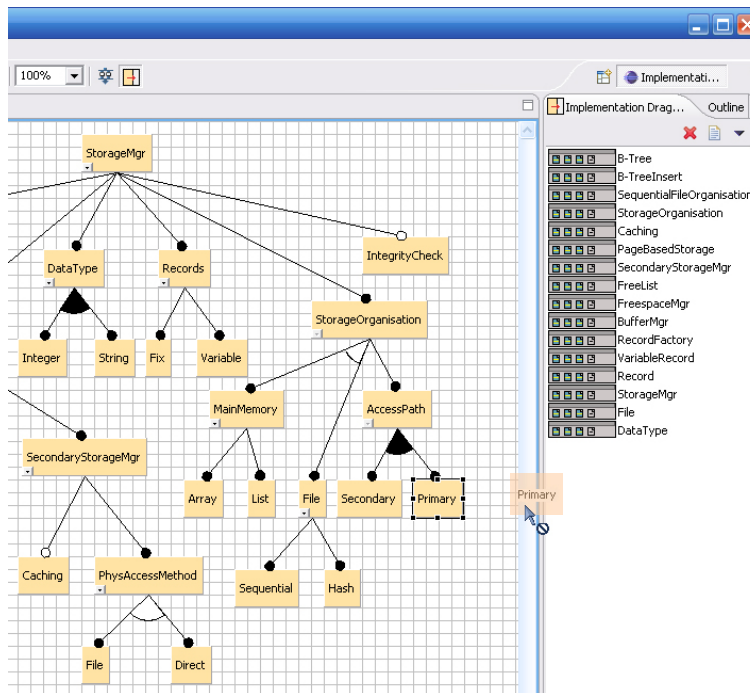 100%
Implementati...
Implementation Drag...
Outline
StorageMgr
DataType
Records
IntegrityCheck
StorageOrganisation
Integer
String
Fix
Variable
MainMemory
AccessPath
SecondaryStorageMgr
Array
List
File
Secondary
Primary
Primary
Caching
PhysAccessMethod
Sequential
Hash
File
Direct
B-Tree
B-TreeInsert
SequentialFileOrganisation
StorageOrganisation
Caching
PageBasedStorage
SecondaryStorageMgr
FreeList
FreespaceMgr
BufferMgr
RecordFactory
VariableRecord
Record
StorageMgr
File
DataType